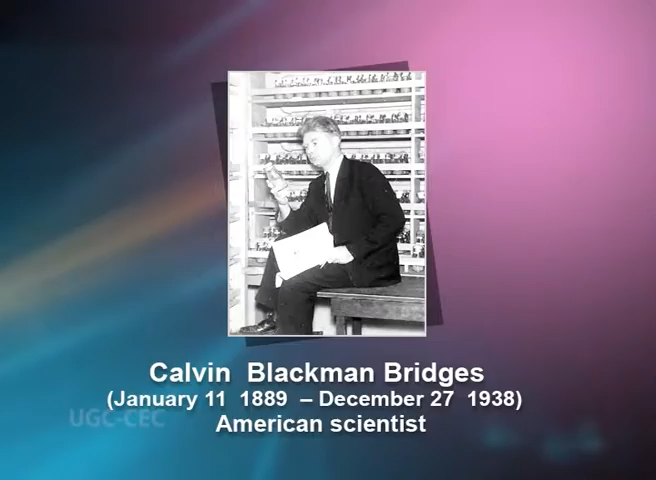 Calvin Blackman Bridges
(January 11 1889 – December 27 1938)
UGC-CEC
American scientist